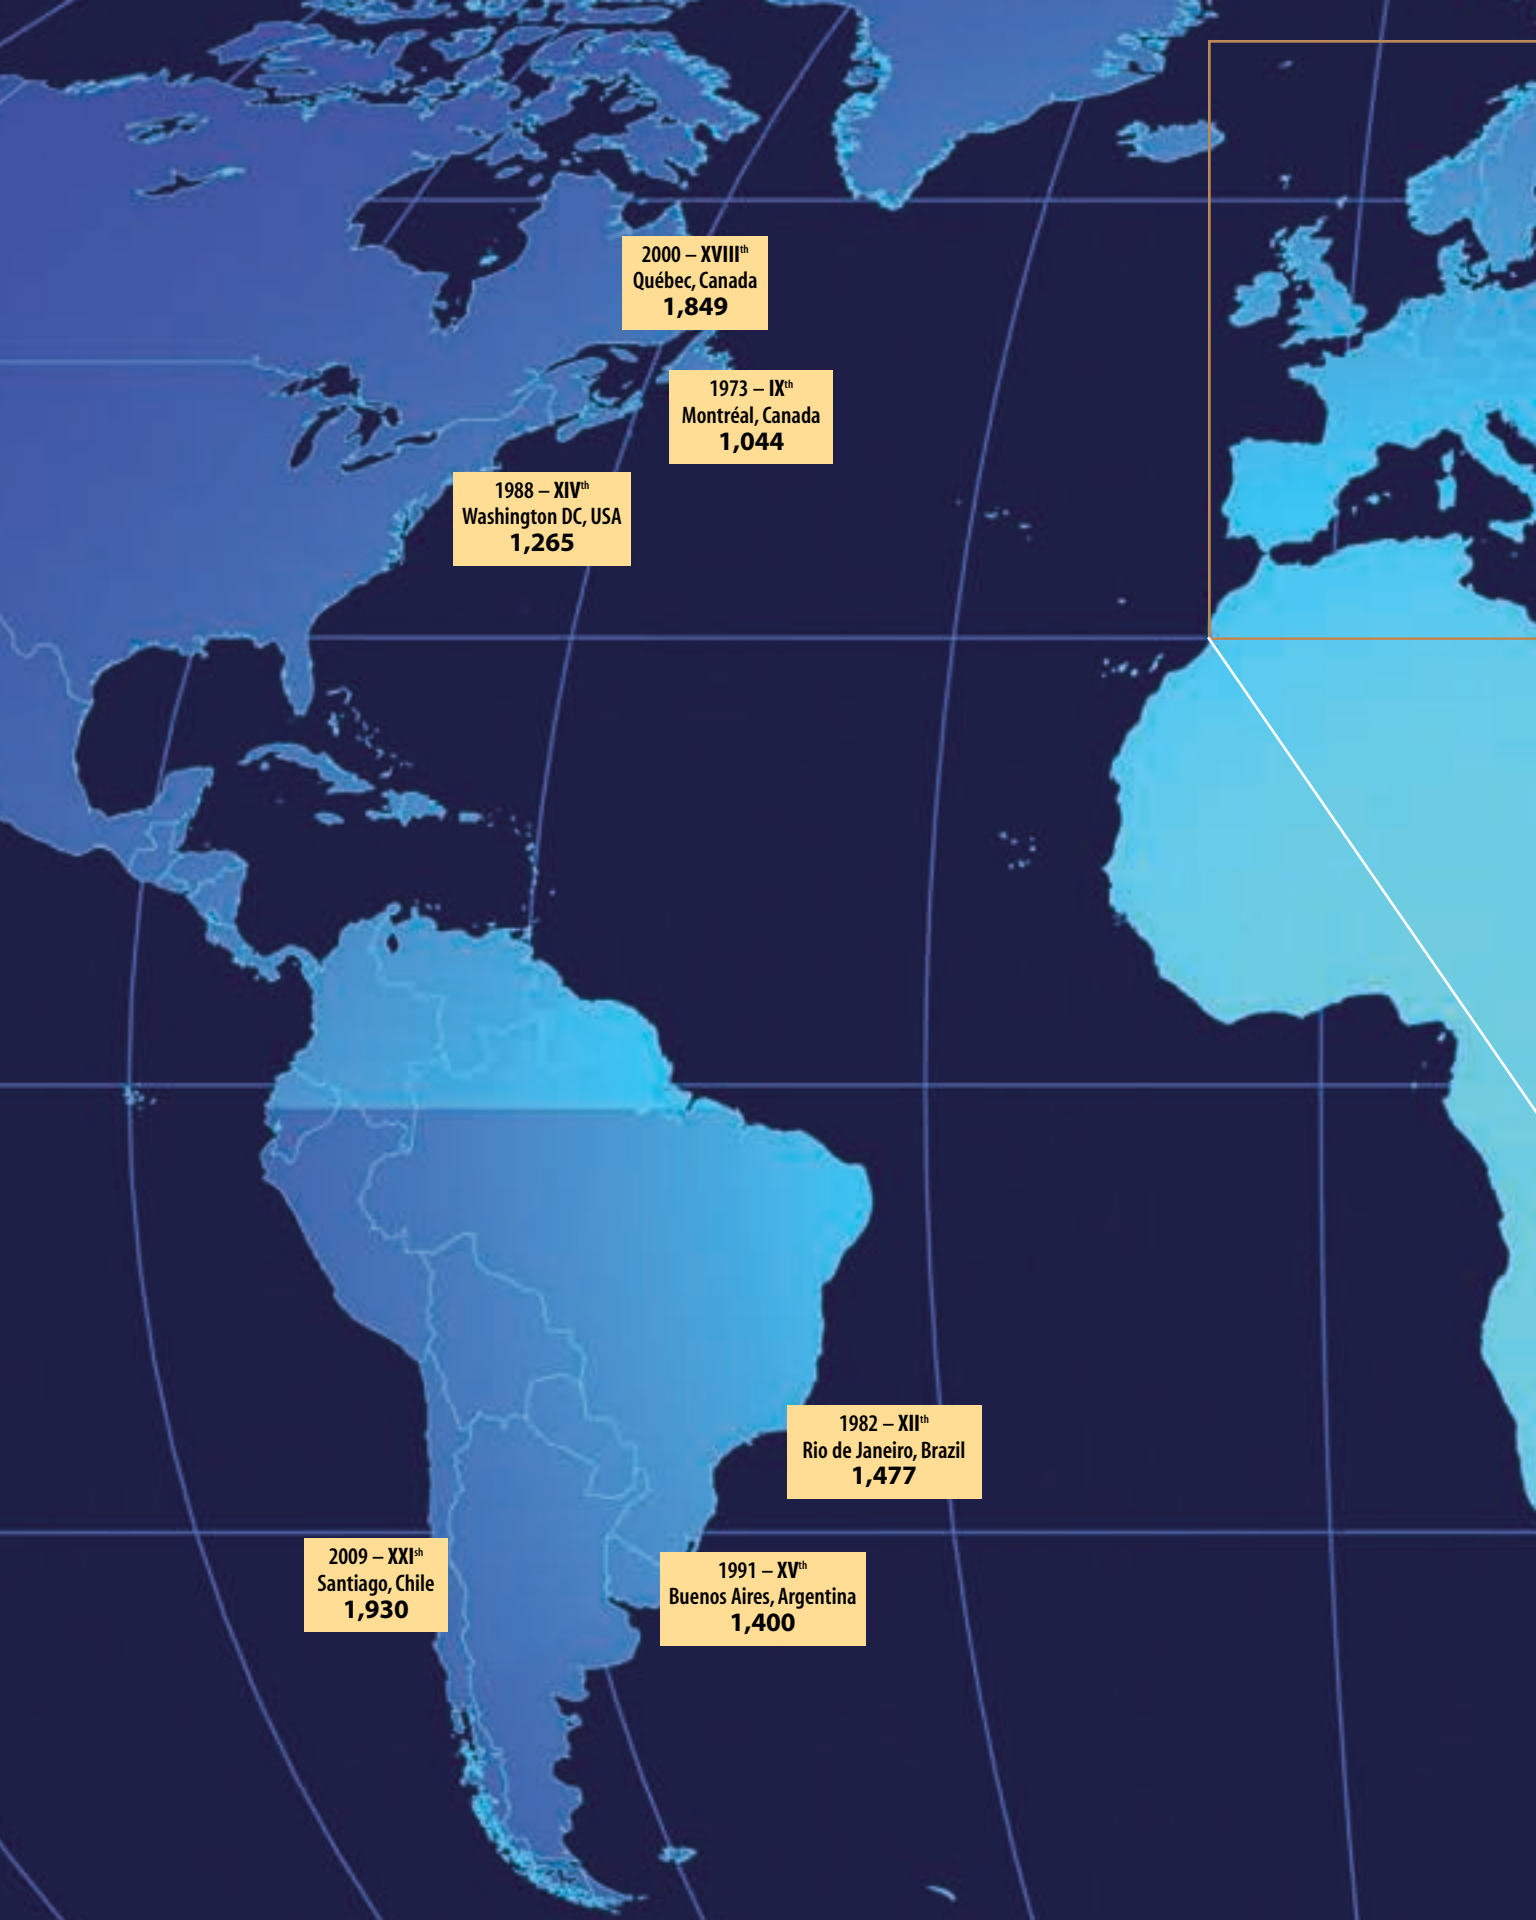 2000 – XVIIIth
Québec, Canada
1,849
1973 – IXth
Montréal, Canada
1,044
1988 – XIVth
Washington DC, USA
1,265
1982 – XIIth
Rio de Janeiro, Brazil
1,477
2009 – XXIsh
Santiago, Chile
1,930
1991 – XVth
Buenos Aires, Argentina
1,400